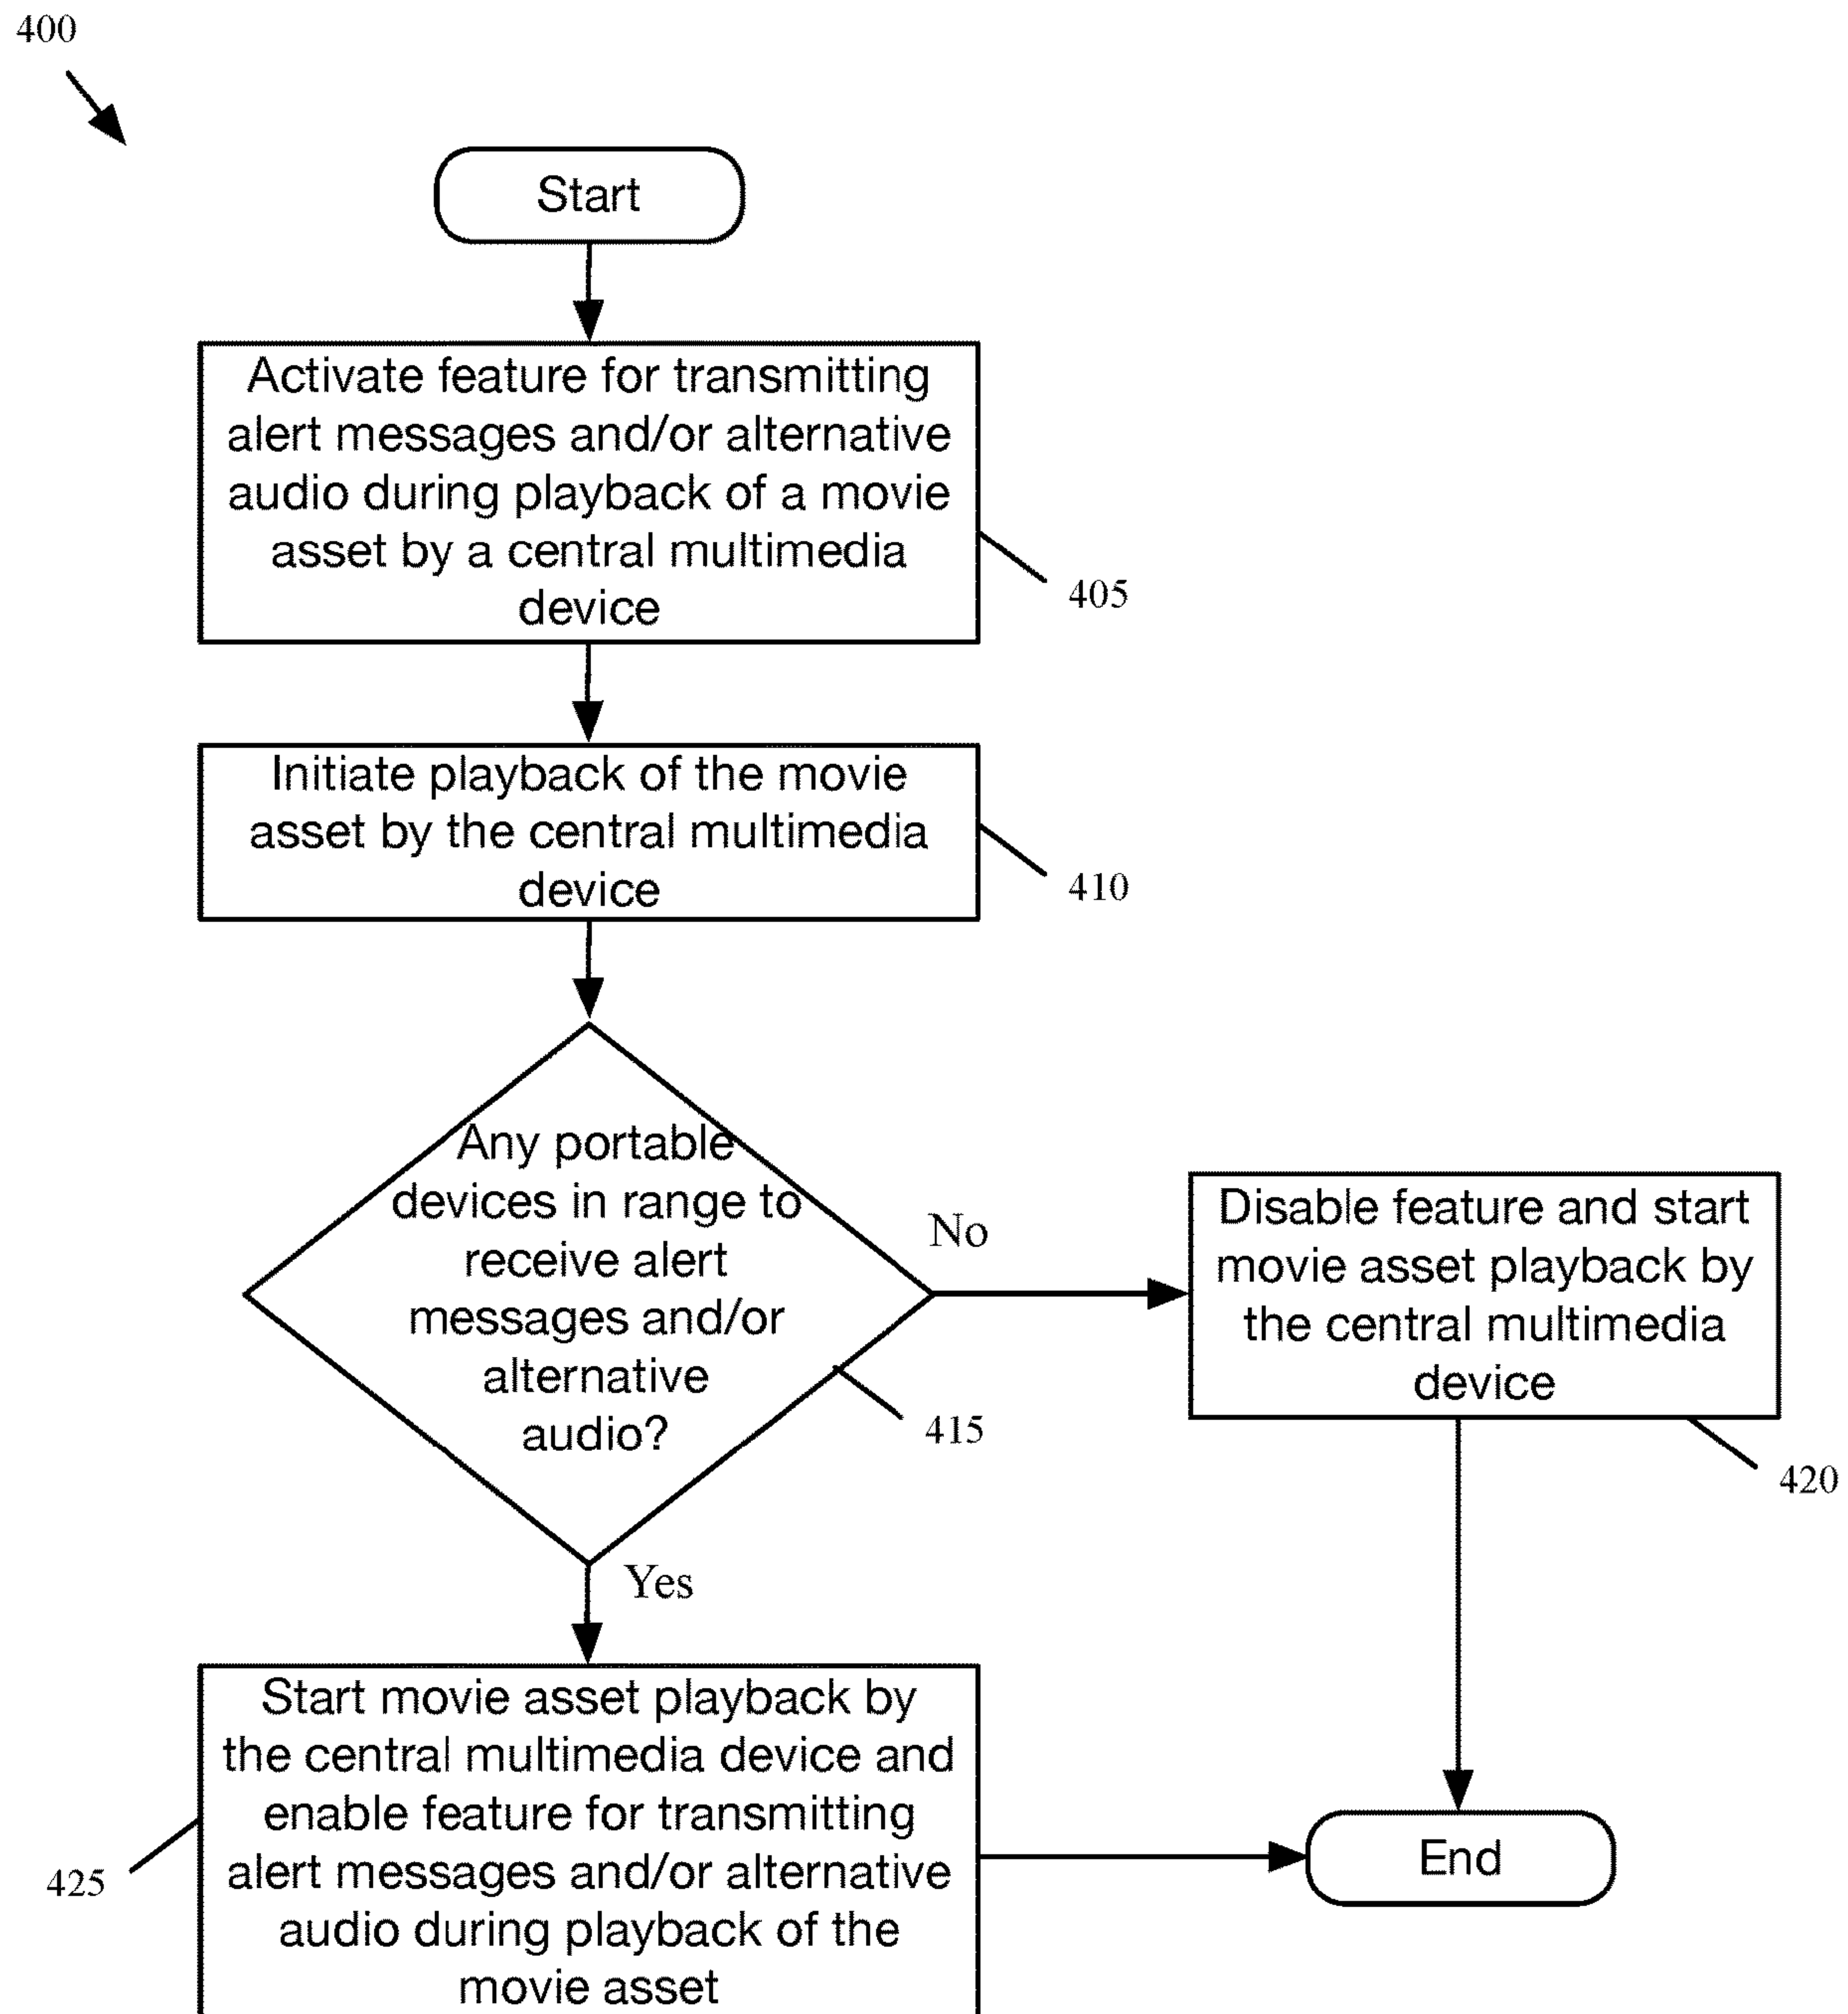 400
Start
Activate feature for transmitting
alert messages and/or alternative
audio during playback of a movie
asset by a central multimedia
device
405
Initiate playback of the movie
asset by the central multimedia
device
410
Any portable
devices in range to
receive alert
messages and/or
alternative
audio?
415
No
Disable feature and start
movie asset playback by
the central multimedia
device
420
Yes
Start movie asset playback by
the central multimedia device and
enable feature for transmitting
alert messages and/or alternative
audio during playback of the
movie asset
425
End